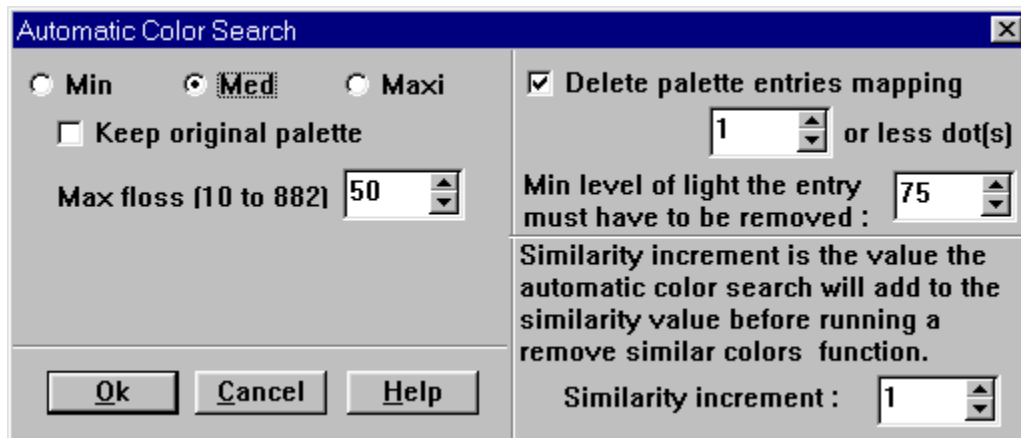 Automatic Color Search
Min Med Maxi
Keep original palette
Max floss (10 to 882) 50
Ok Cancel Help
Delete palette entries mapping
1 or less dot(s)
Min level of light the entry
must have to be removed : 75
Similarity increment is the value the
automatic color search will add to the
similarity value before running a
remove similar colors function.
Similarity increment : 1